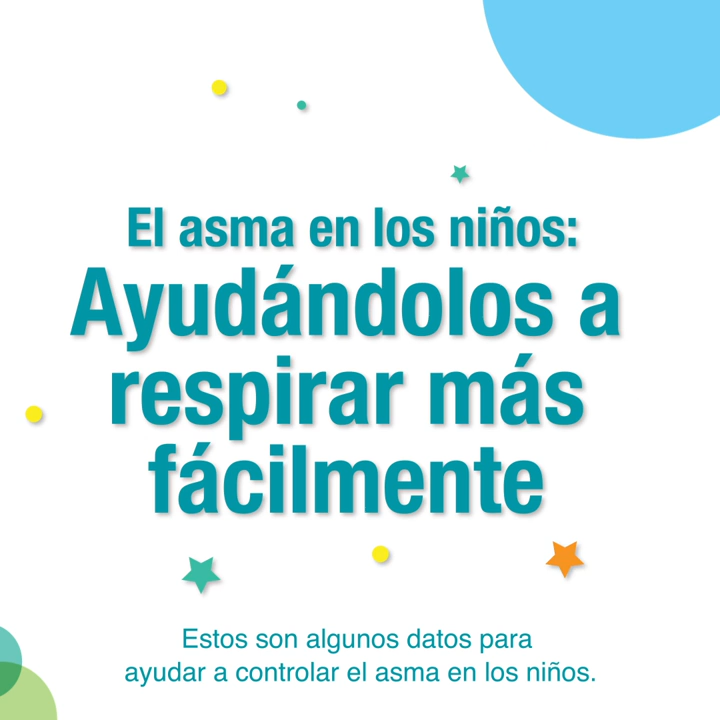 El asma en los niños:
Ayudándolos a
respirar más
fácilmente
Estos son algunos datos para
ayudar a controlar el asma en los niños.